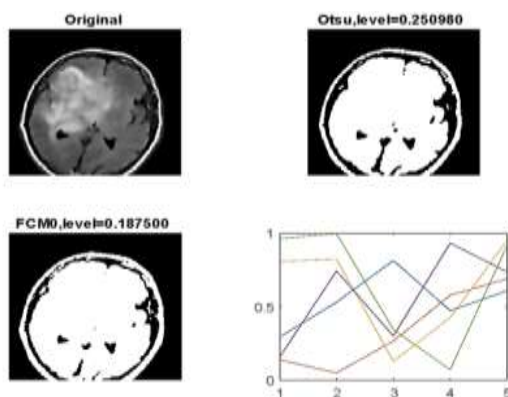 Original
Otsu,level=0.250980
FCM0,level=0.187500
1
0.5
0
1 2 3 4 5